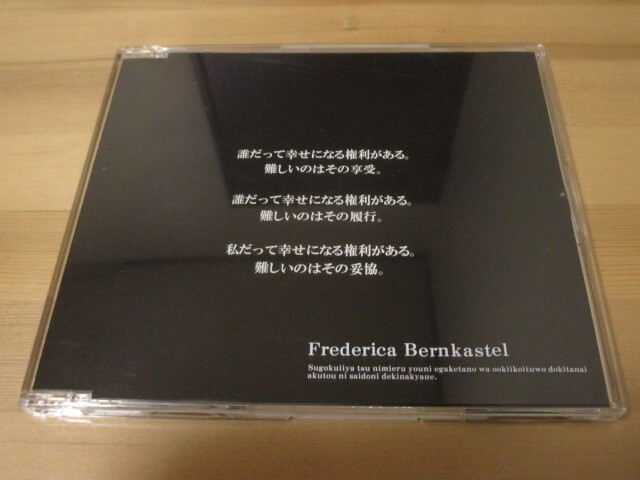 誰だって幸せになる権利がある。
難しいのはその享受。
誰だって幸せになる権利がある。
難しいのはその履行。
私だって幸せになる権利がある。
難しいのはその妥協。
Frederica Bernkastel
Sugokuiiya tsu nimieru youni egaketano wa ookiikoituwo dokitanai
akutou ni saidoni dekinakyane.